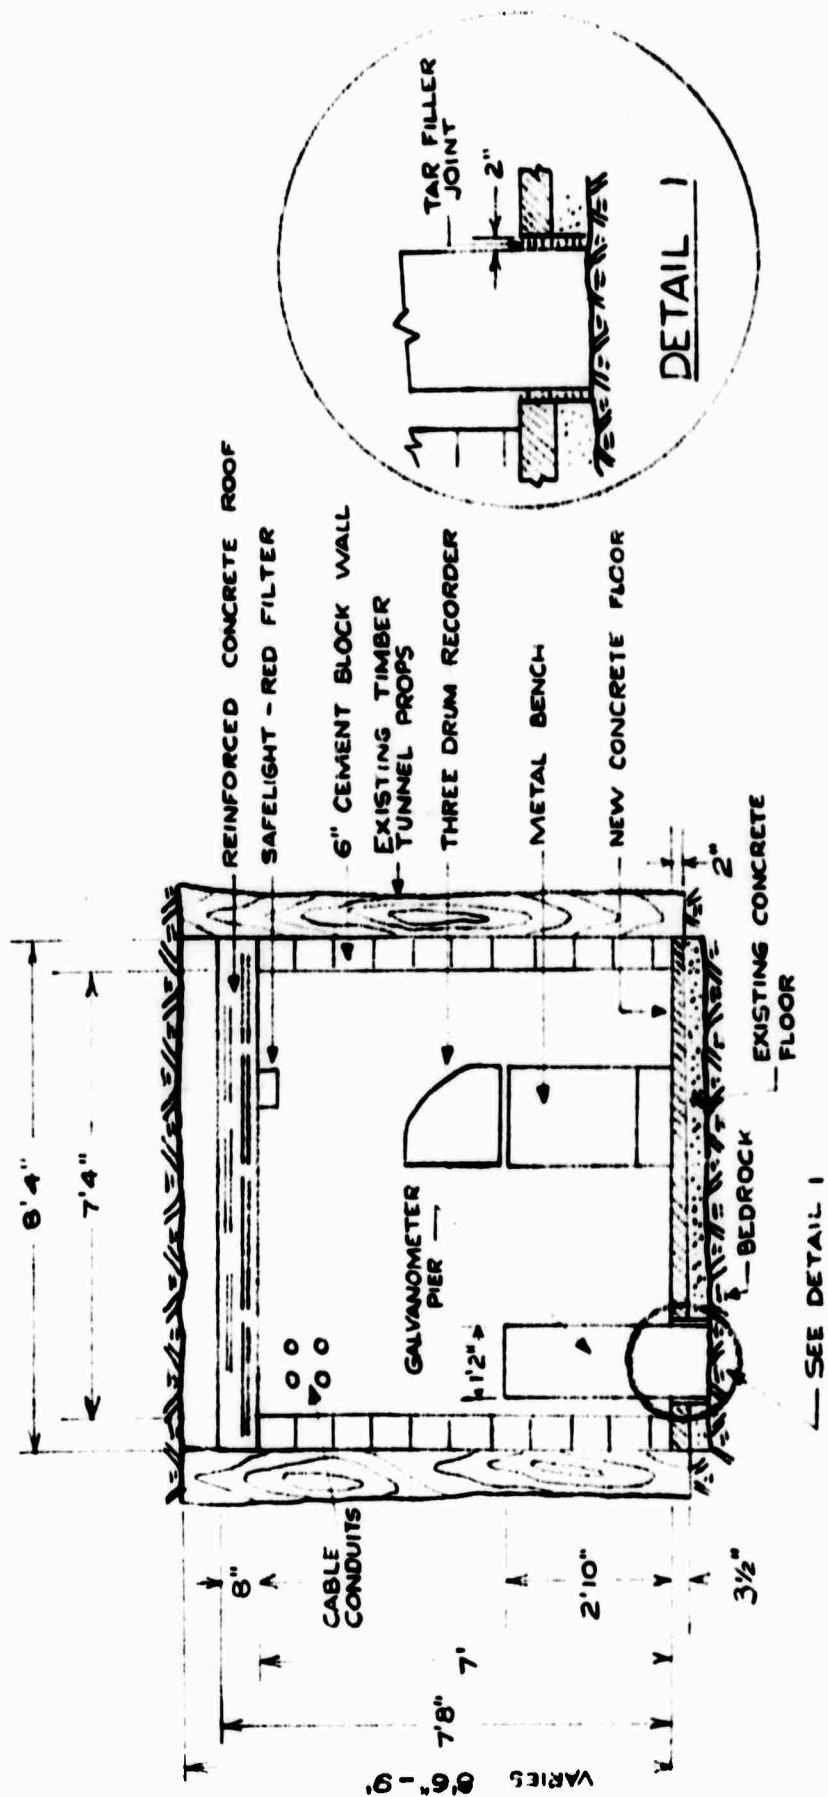 8'4"
7'4"
REINFORCED CONCRETE ROOF
SAFELIGHT - RED FILTER
6" CEMENT BLOCK WALL
EXISTING TIMBER
TUNNEL PROPS
THREE DRUM RECORDER
METAL BENCH
NEW CONCRETE FLOOR
2"
EXISTING CONCRETE
FLOOR
BEDROCK
SEE DETAIL 1
GALVANOMETER
PIER
1'2"
CABLE
CONDUITS
8"
2'10"
3½"
7'
7'8"
VARIES 8'6" - 9'
TAR FILLER
JOINT
2"
DETAIL 1